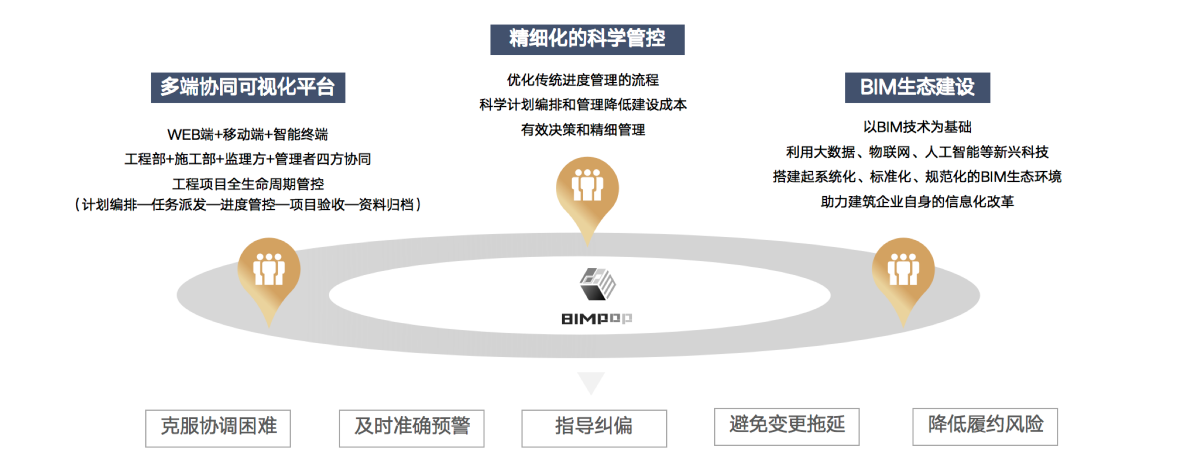 精细化的科学管控
优化传统进度管理的流程
科学计划编排和管理降低建设成本
有效决策和精细管理
多端协同可视化平台
WEB端+移动端+智能终端
工程部+施工部+监理方+管理者四方协同
工程项目全生命周期管控
（计划编排—任务派发—进度管控—项目验收—资料归档）
BIM生态建设
以BIM技术为基础
利用大数据、物联网、人工智能等新兴科技
搭建起系统化、标准化、规范化的BIM生态环境
助力建筑企业自身的信息化改革
BIMPOP
克服协调困难
及时准确预警
指导纠偏
避免变更拖延
降低履约风险